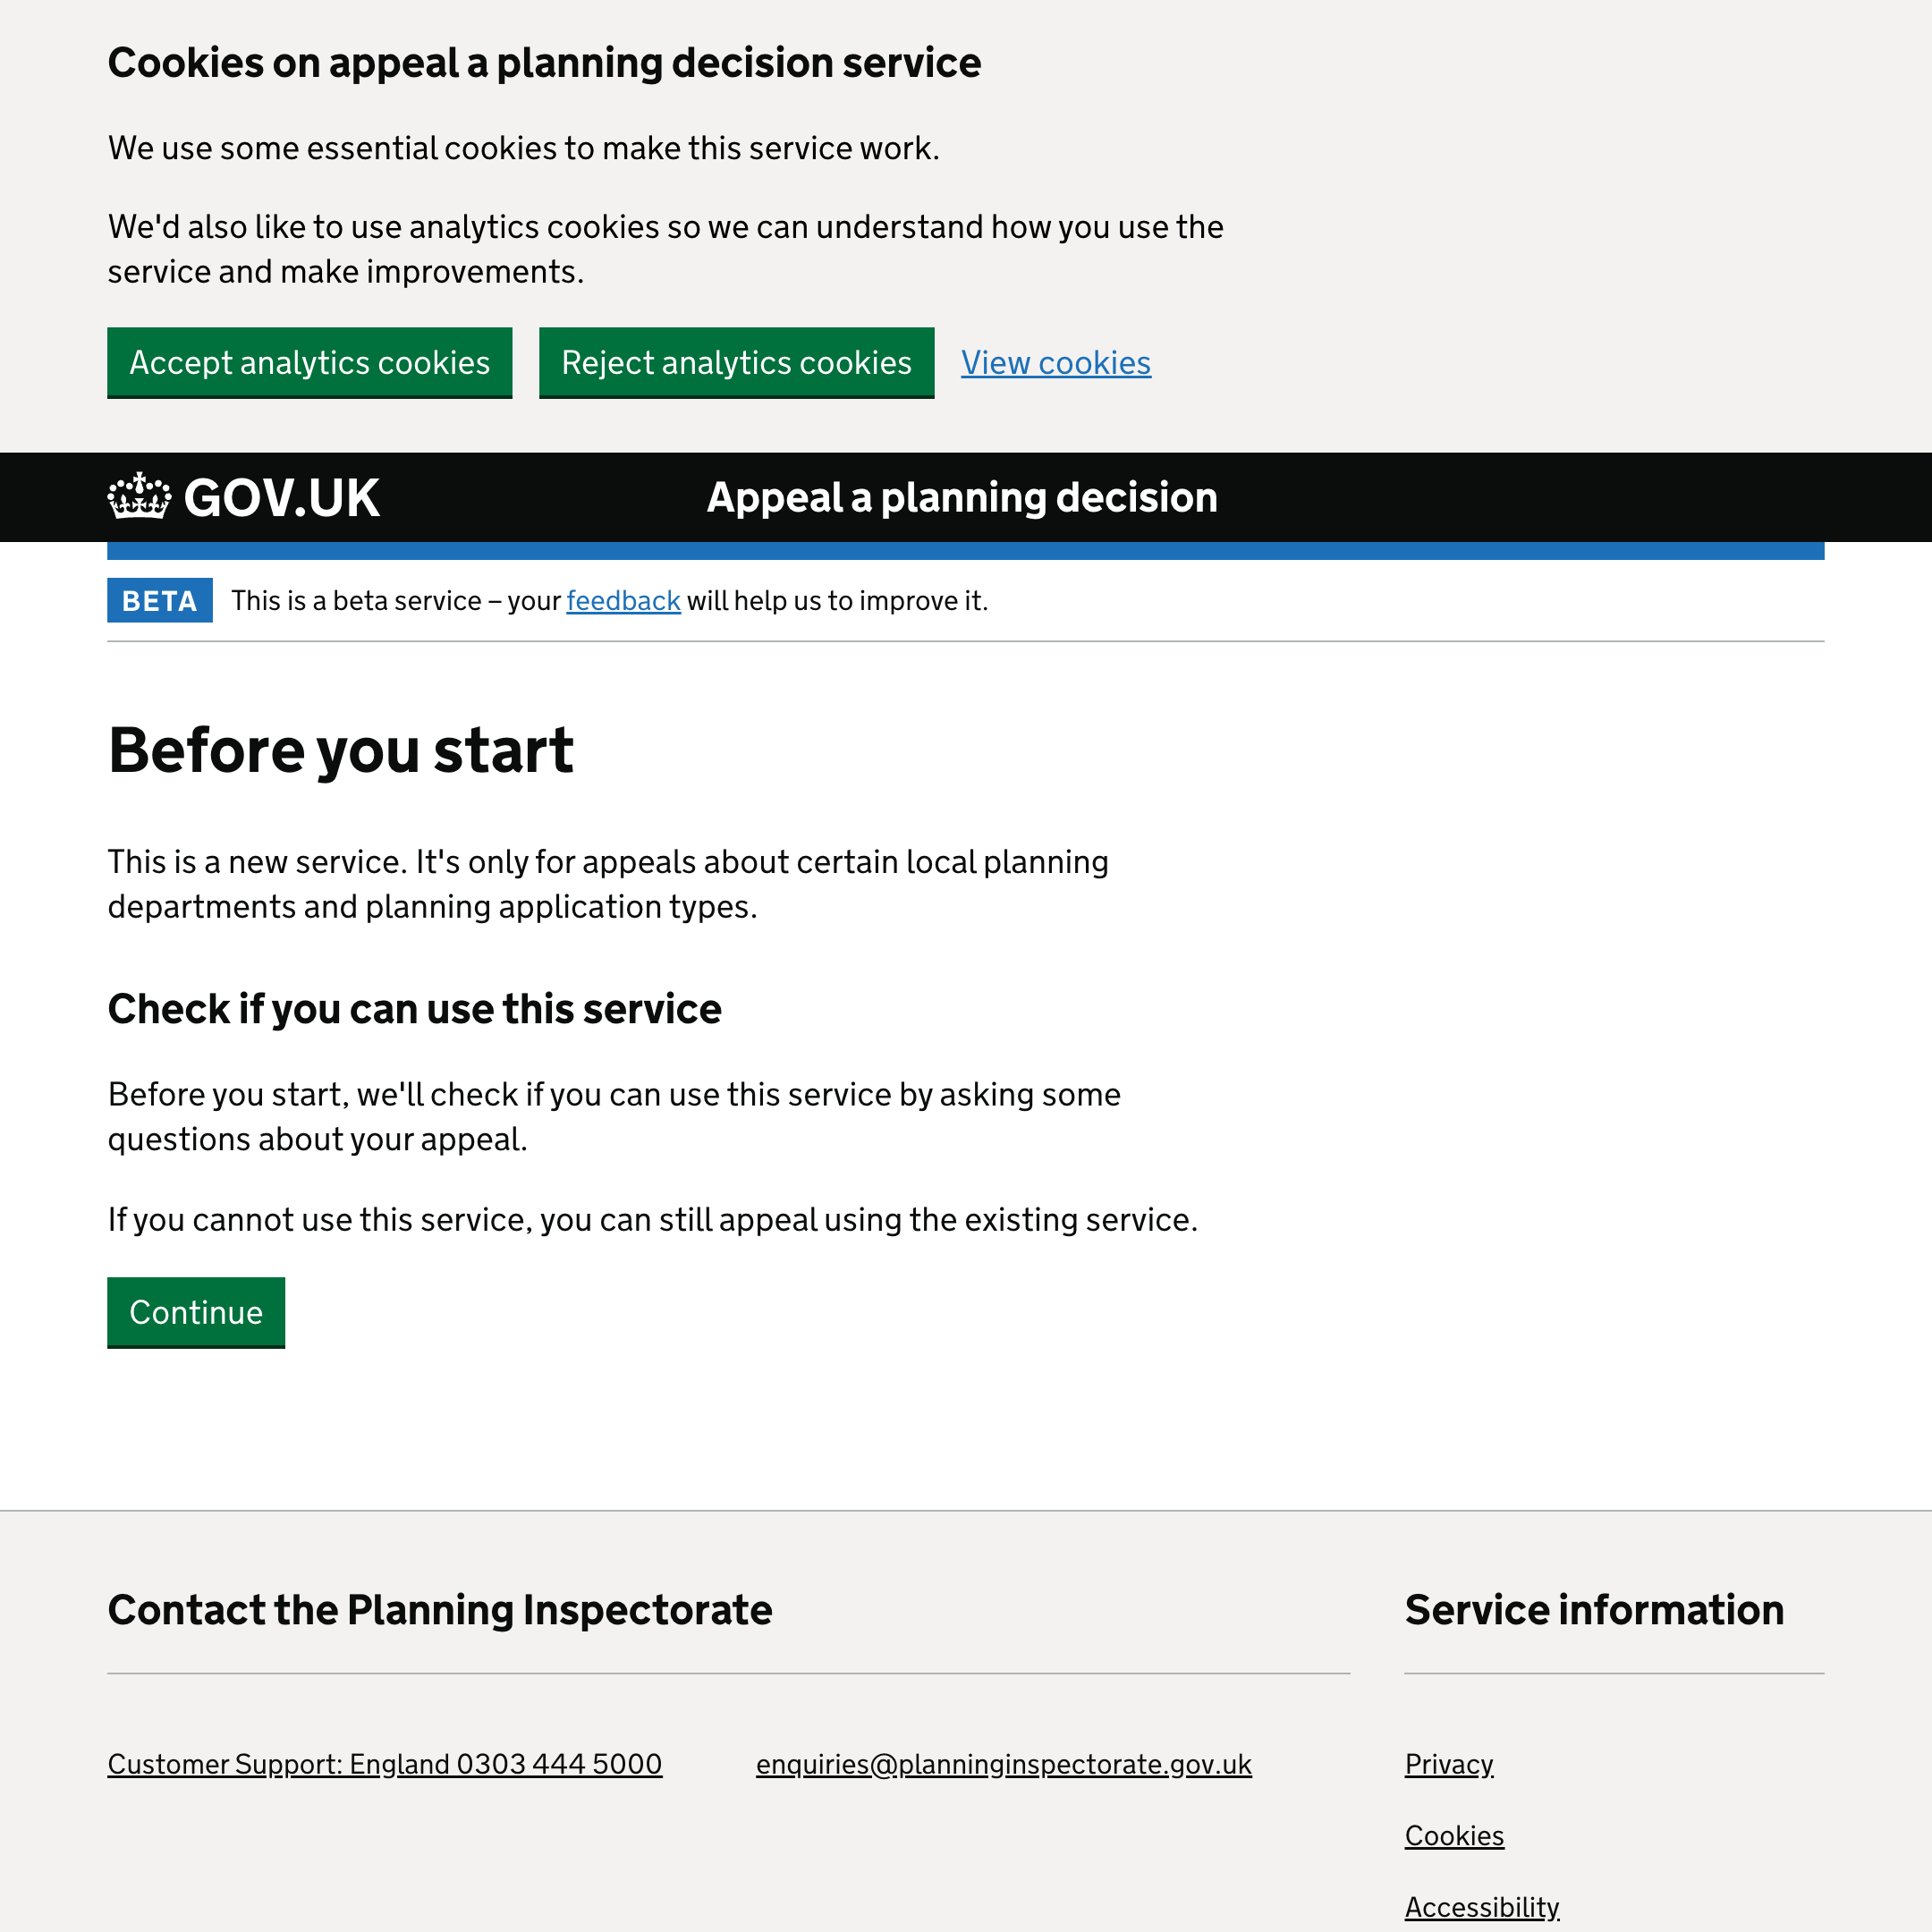 Cookies on appeal a planning decision service
We use some essential cookies to make this service work.
We'd also like to use analytics cookies so we can understand how you use the
service and make improvements.
Accept analytics cookies
Reject analytics cookies
View cookies
GOV.UK
Appeal a planning decision
BETA
This is a beta service – your feedback will help us to improve it.
Before you start
This is a new service. It's only for appeals about certain local planning
departments and planning application types.
Check if you can use this service
Before you start, we'll check if you can use this service by asking some
questions about your appeal.
If you cannot use this service, you can still appeal using the existing service.
Continue
Contact the Planning Inspectorate
Customer Support: England 0303 444 5000
enquiries@planninginspectorate.gov.uk
Service information
Privacy
Cookies
Accessibility